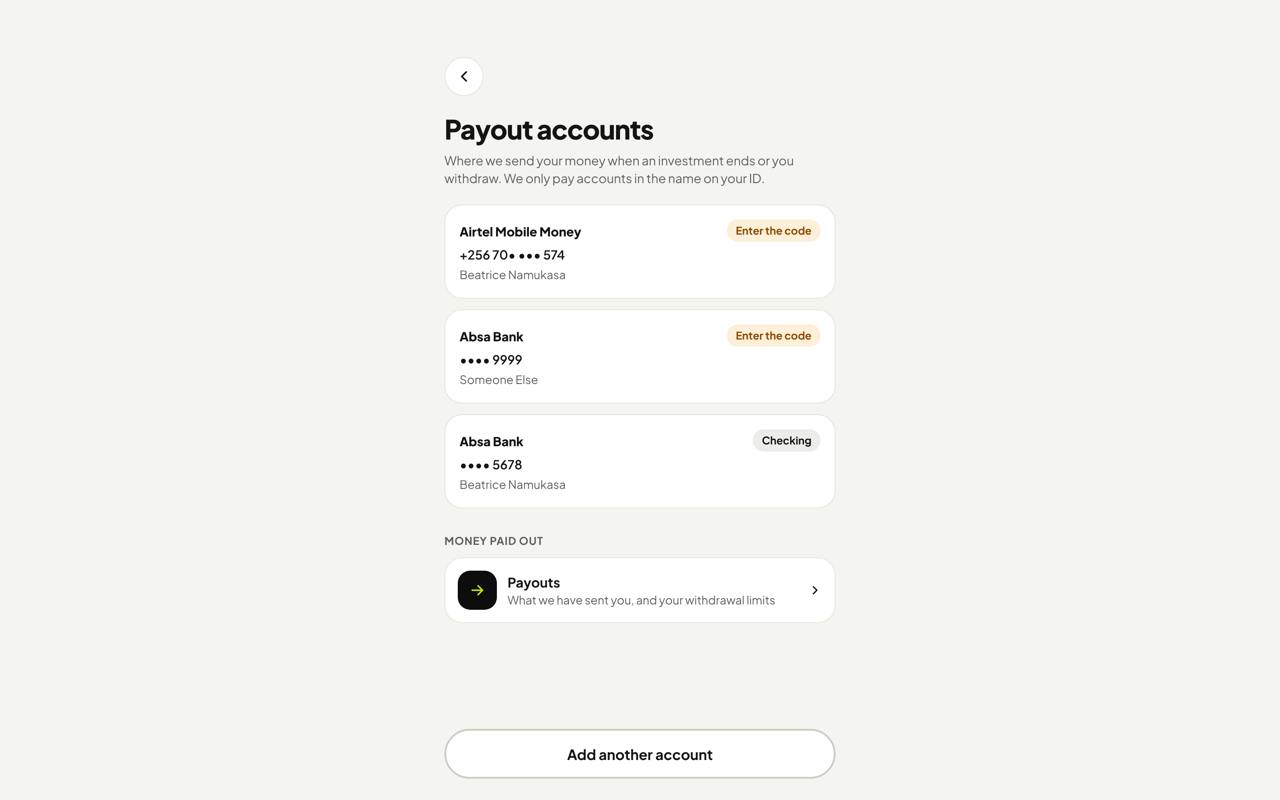 Payout accounts
Where we send your money when an investment ends or you
withdraw. We only pay accounts in the name on your ID.
Airtel Mobile Money
Enter the code
+256 70• ••• 574
Beatrice Namukasa
Absa Bank
Enter the code
•••• 9999
Someone Else
Absa Bank
Checking
•••• 5678
Beatrice Namukasa
MONEY PAID OUT
Payouts
What we have sent you, and your withdrawal limits
Add another account